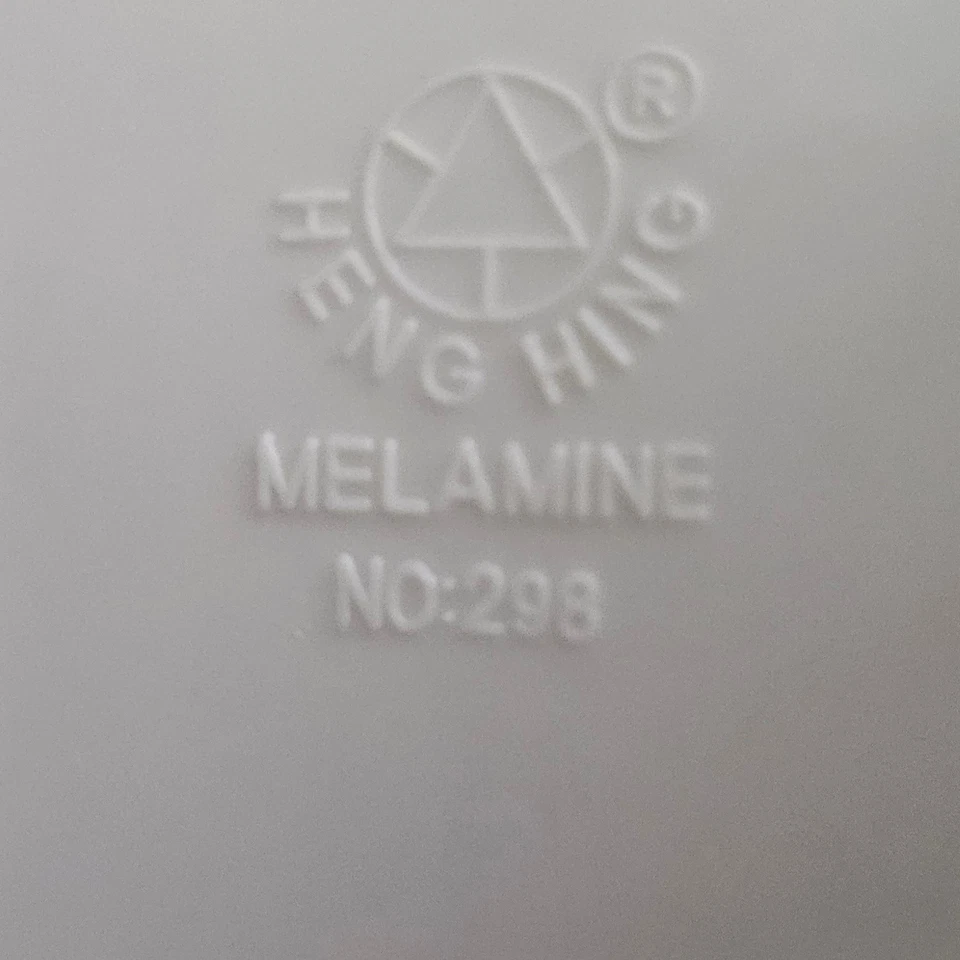 ®
HENG HING
MELAMINE
NO:298